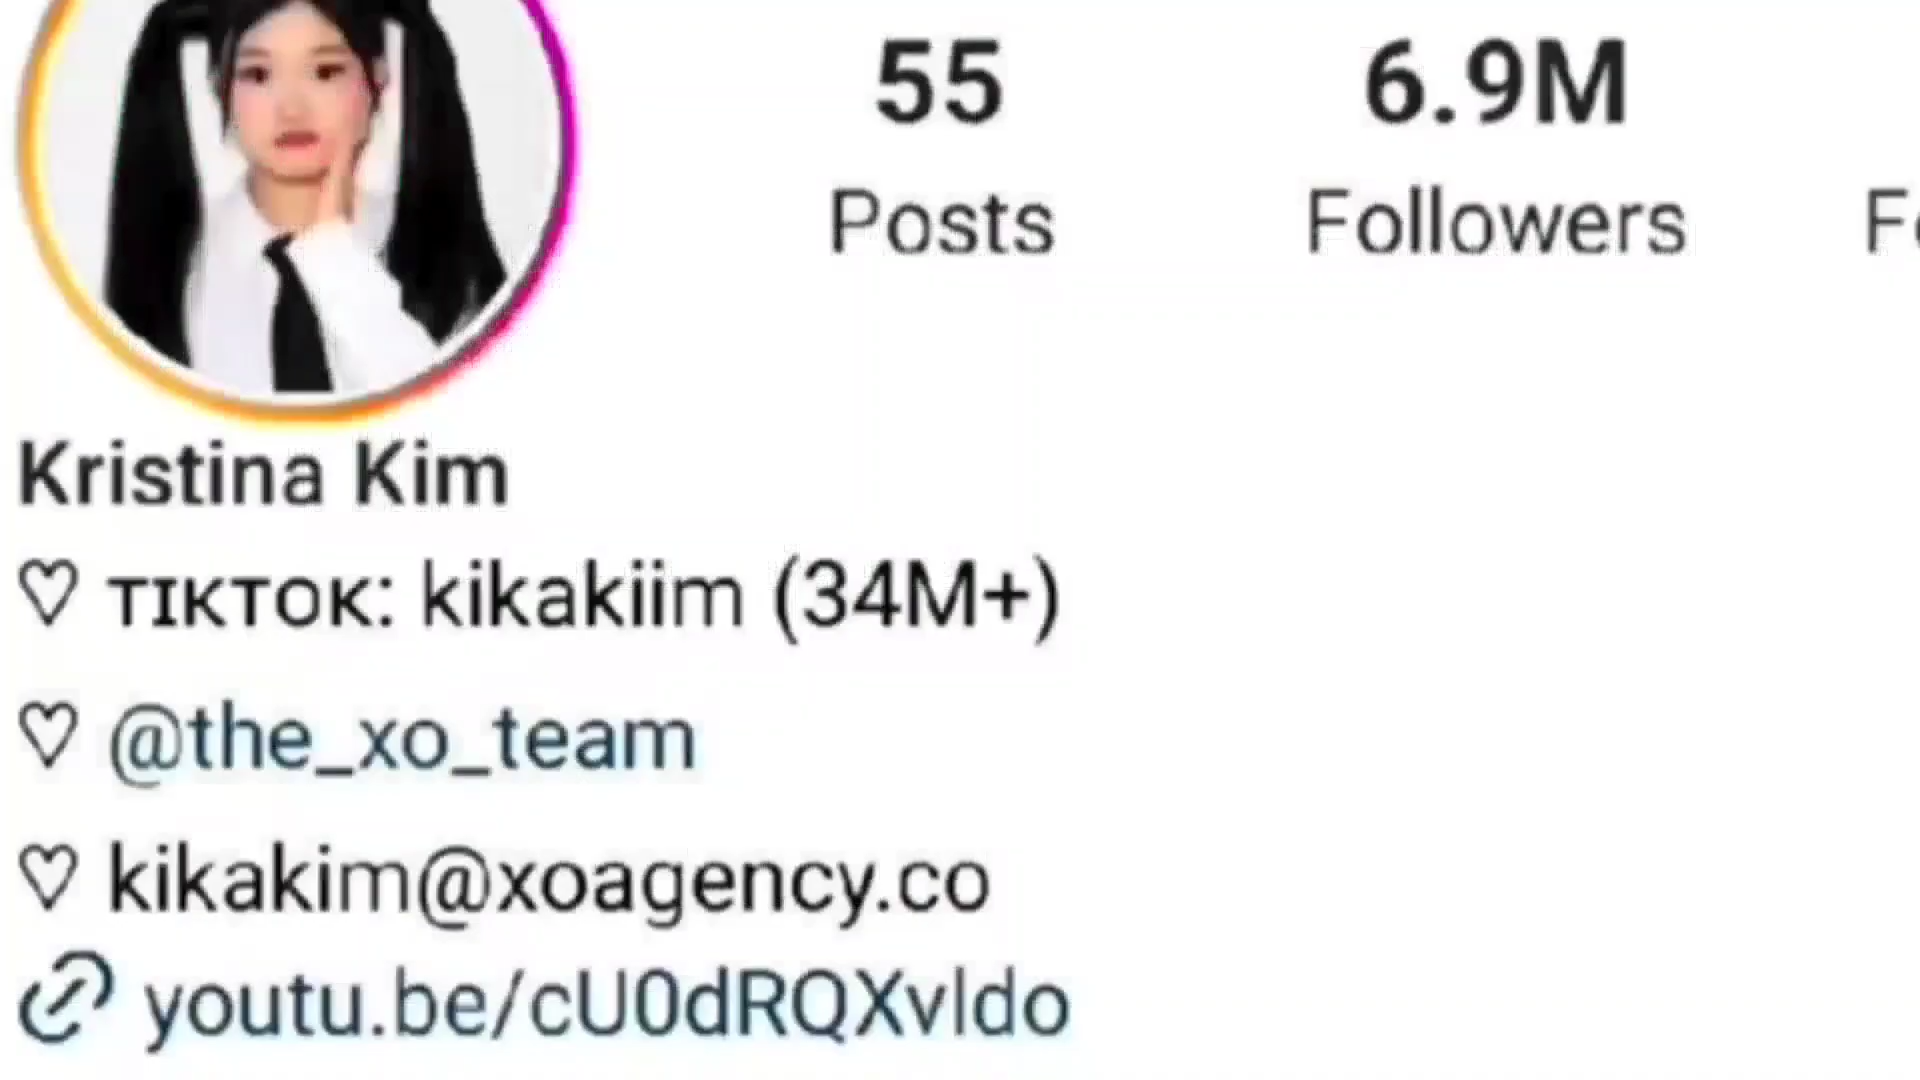 55 6.9M
Posts Followers
Kristina Kim
♡ ᴛɪᴋᴛᴏᴋ: kikakiim (34M+)
♡ @the_xo_team
♡ kikakim@xoagency.co
youtu.be/cU0dRQXvldo